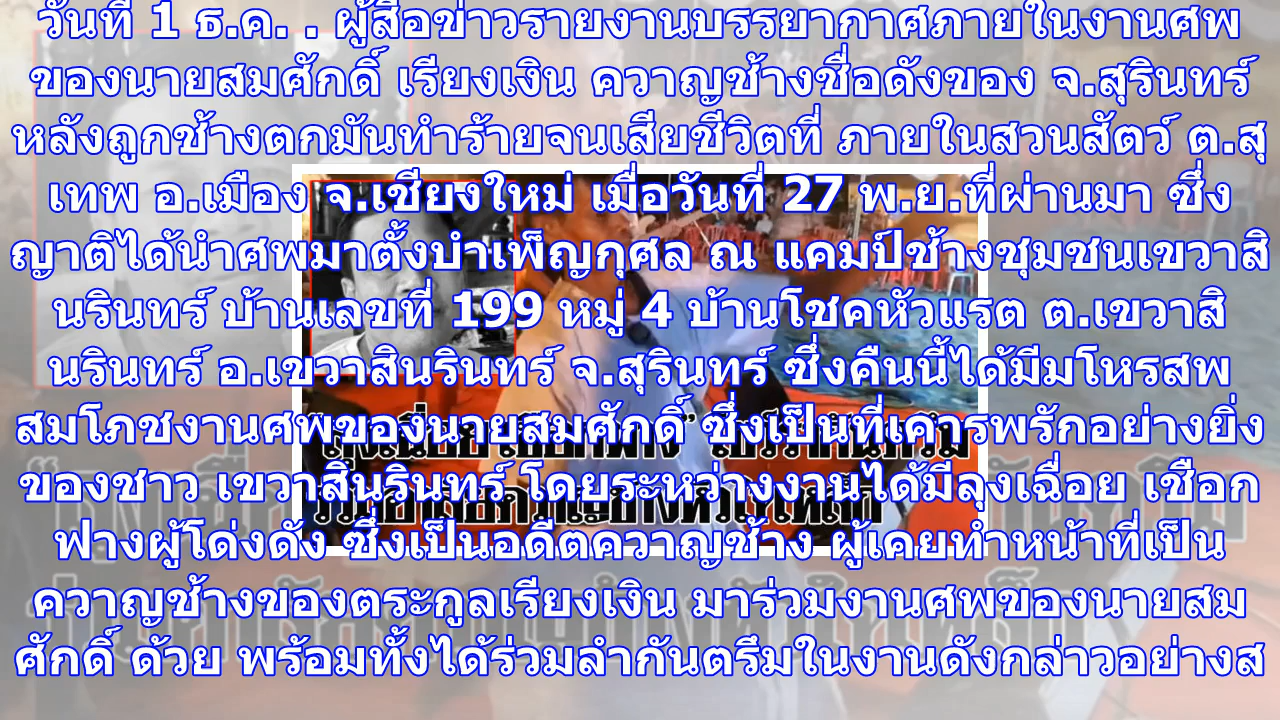 วันที่ 1 ธ.ค. . ผู้สื่อข่าวรายงานบรรยากาศภายในงานศพ
ของนายสมศักดิ์ เรียงเงิน ควาญช้างชื่อดังของ จ.สุรินทร์
หลังถูกช้างตกมันทำร้ายจนเสียชีวิตที่ ภายในสวนสัตว์ ต.สุ
เทพ อ.เมือง จ.เชียงใหม่ เมื่อวันที่ 27 พ.ย.ที่ผ่านมา ซึ่ง
ญาติได้นำศพมาตั้งบำเพ็ญกุศล ณ แคมป์ช้างชุมชนเขวาสิ
นรินทร์ บ้านเลขที่ 199 หมู่ 4 บ้านโชคหัวแรต ต.เขวาสิ
นรินทร์ อ.เขวาสินรินทร์ จ.สุรินทร์ ซึ่งคืนนี้ได้มีมโหรสพ
สมโภชงานศพของนายสมศักดิ์ ซึ่งเป็นที่เคารพรักอย่างยิ่ง
ของชาว เขวาสินรินทร์ โดยระหว่างงานได้มีลุงเฉื่อย เชือก
ฟางผู้โด่งดัง ซึ่งเป็นอดีตควาญช้าง ผู้เคยทำหน้าที่เป็น
ควาญช้างของตระกูลเรียงเงิน มาร่วมงานศพของนายสม
ศักดิ์ ด้วย พร้อมทั้งได้ร่วมลำกันตรึมในงานดังกล่าวอย่างส